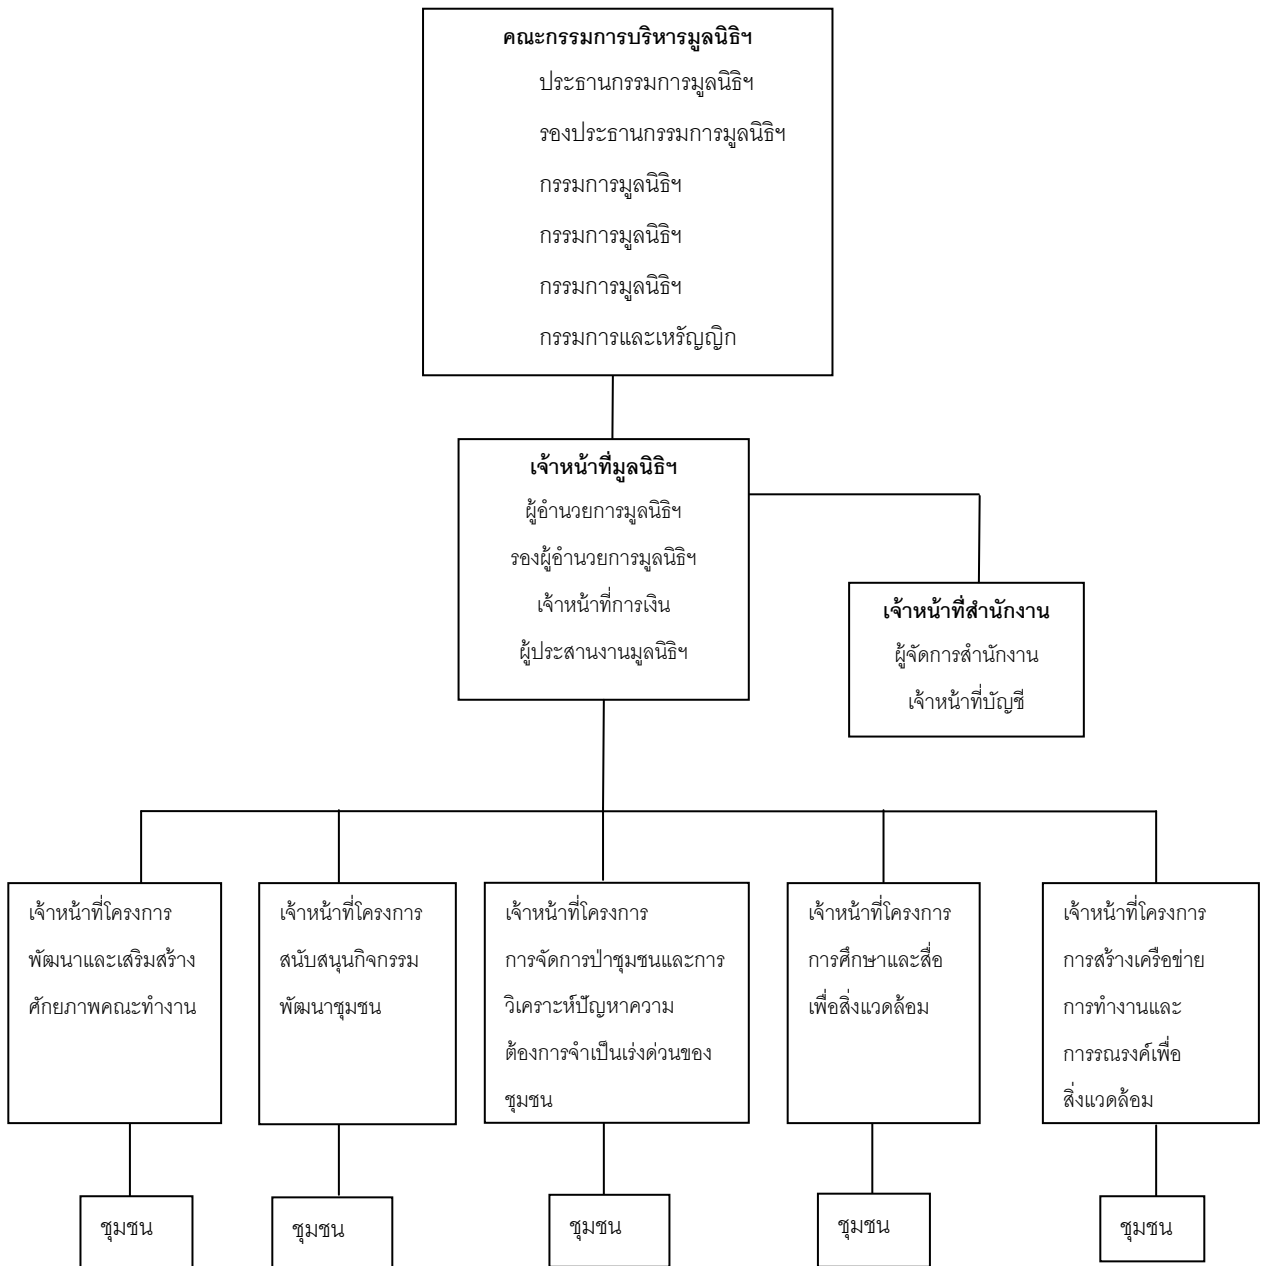 คณะกรรมการบริหารมูลนิธิฯ
ประธานกรรมการมูลนิธิฯ
รองประธานกรรมการมูลนิธิฯ
กรรมการมูลนิธิฯ
กรรมการมูลนิธิฯ
กรรมการมูลนิธิฯ
กรรมการและเหรัญญิก
เจ้าหน้าที่มูลนิธิฯ
ผู้อำนวยการมูลนิธิฯ
รองผู้อำนวยการมูลนิธิฯ
เจ้าหน้าที่การเงิน
ผู้ประสานงานมูลนิธิฯ
เจ้าหน้าที่สำนักงาน
ผู้จัดการสำนักงาน
เจ้าหน้าที่บัญชี
เจ้าหน้าที่โครงการ
พัฒนาและเสริมสร้าง
ศักยภาพคณะทำงาน
เจ้าหน้าที่โครงการ
สนับสนุนกิจกรรม
พัฒนาชุมชน
เจ้าหน้าที่โครงการ
การจัดการป่าชุมชนและการ
วิเคราะห์ปัญหาความ
ต้องการจำเป็นเร่งด่วนของ
ชุมชน
เจ้าหน้าที่โครงการ
การศึกษาและสื่อ
เพื่อสิ่งแวดล้อม
เจ้าหน้าที่โครงการ
การสร้างเครือข่าย
การทำงานและ
การรณรงค์เพื่อ
สิ่งแวดล้อม
ชุมชน
ชุมชน
ชุมชน
ชุมชน
ชุมชน